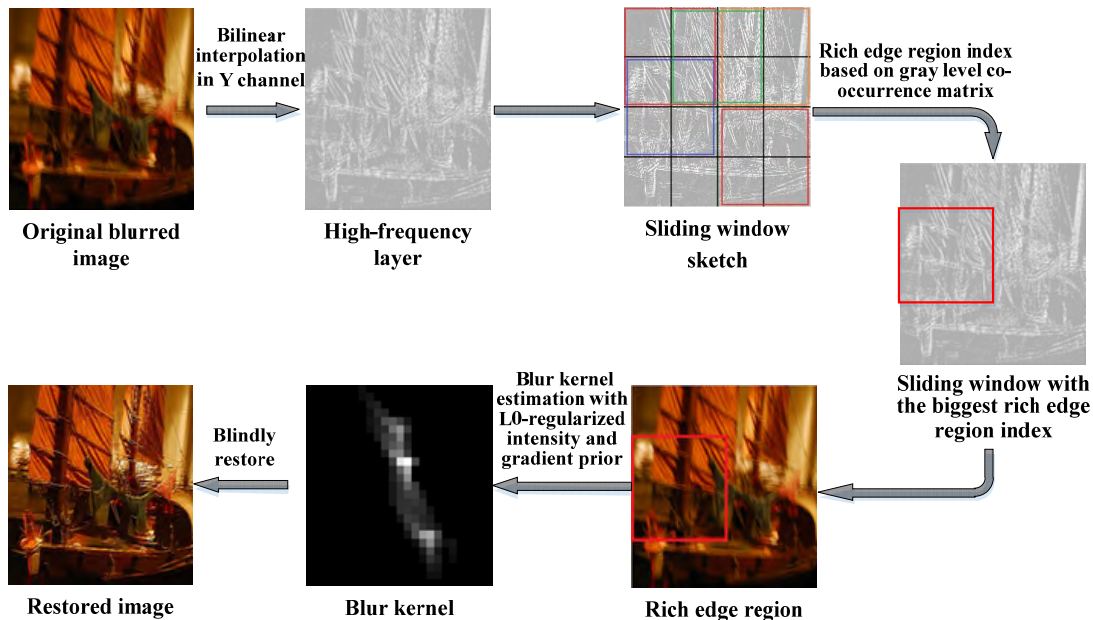 Bilinear
interpolation
in Y channel
Rich edge region index
based on gray level co-
occurrence matrix
Original blurred
image
High-frequency
layer
Sliding window
sketch
Sliding window with
the biggest rich edge
region index
Blur kernel
estimation with
L0-regularized
intensity and
gradient prior
Blindly
restore
Restored image
Blur kernel
Rich edge region